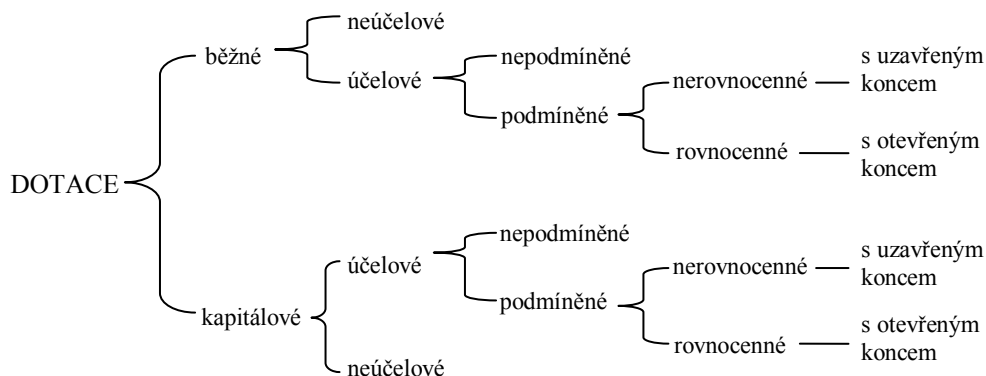 neúčelové
běžné
účelové
nepodmíněné
podmíněné
nerovnocenné
s uzavřeným
koncem
rovnocenné
s otevřeným
koncem
DOTACE
kapitálové
účelové
nepodmíněné
podmíněné
nerovnocenné
s uzavřeným
koncem
rovnocenné
s otevřeným
koncem
neúčelové